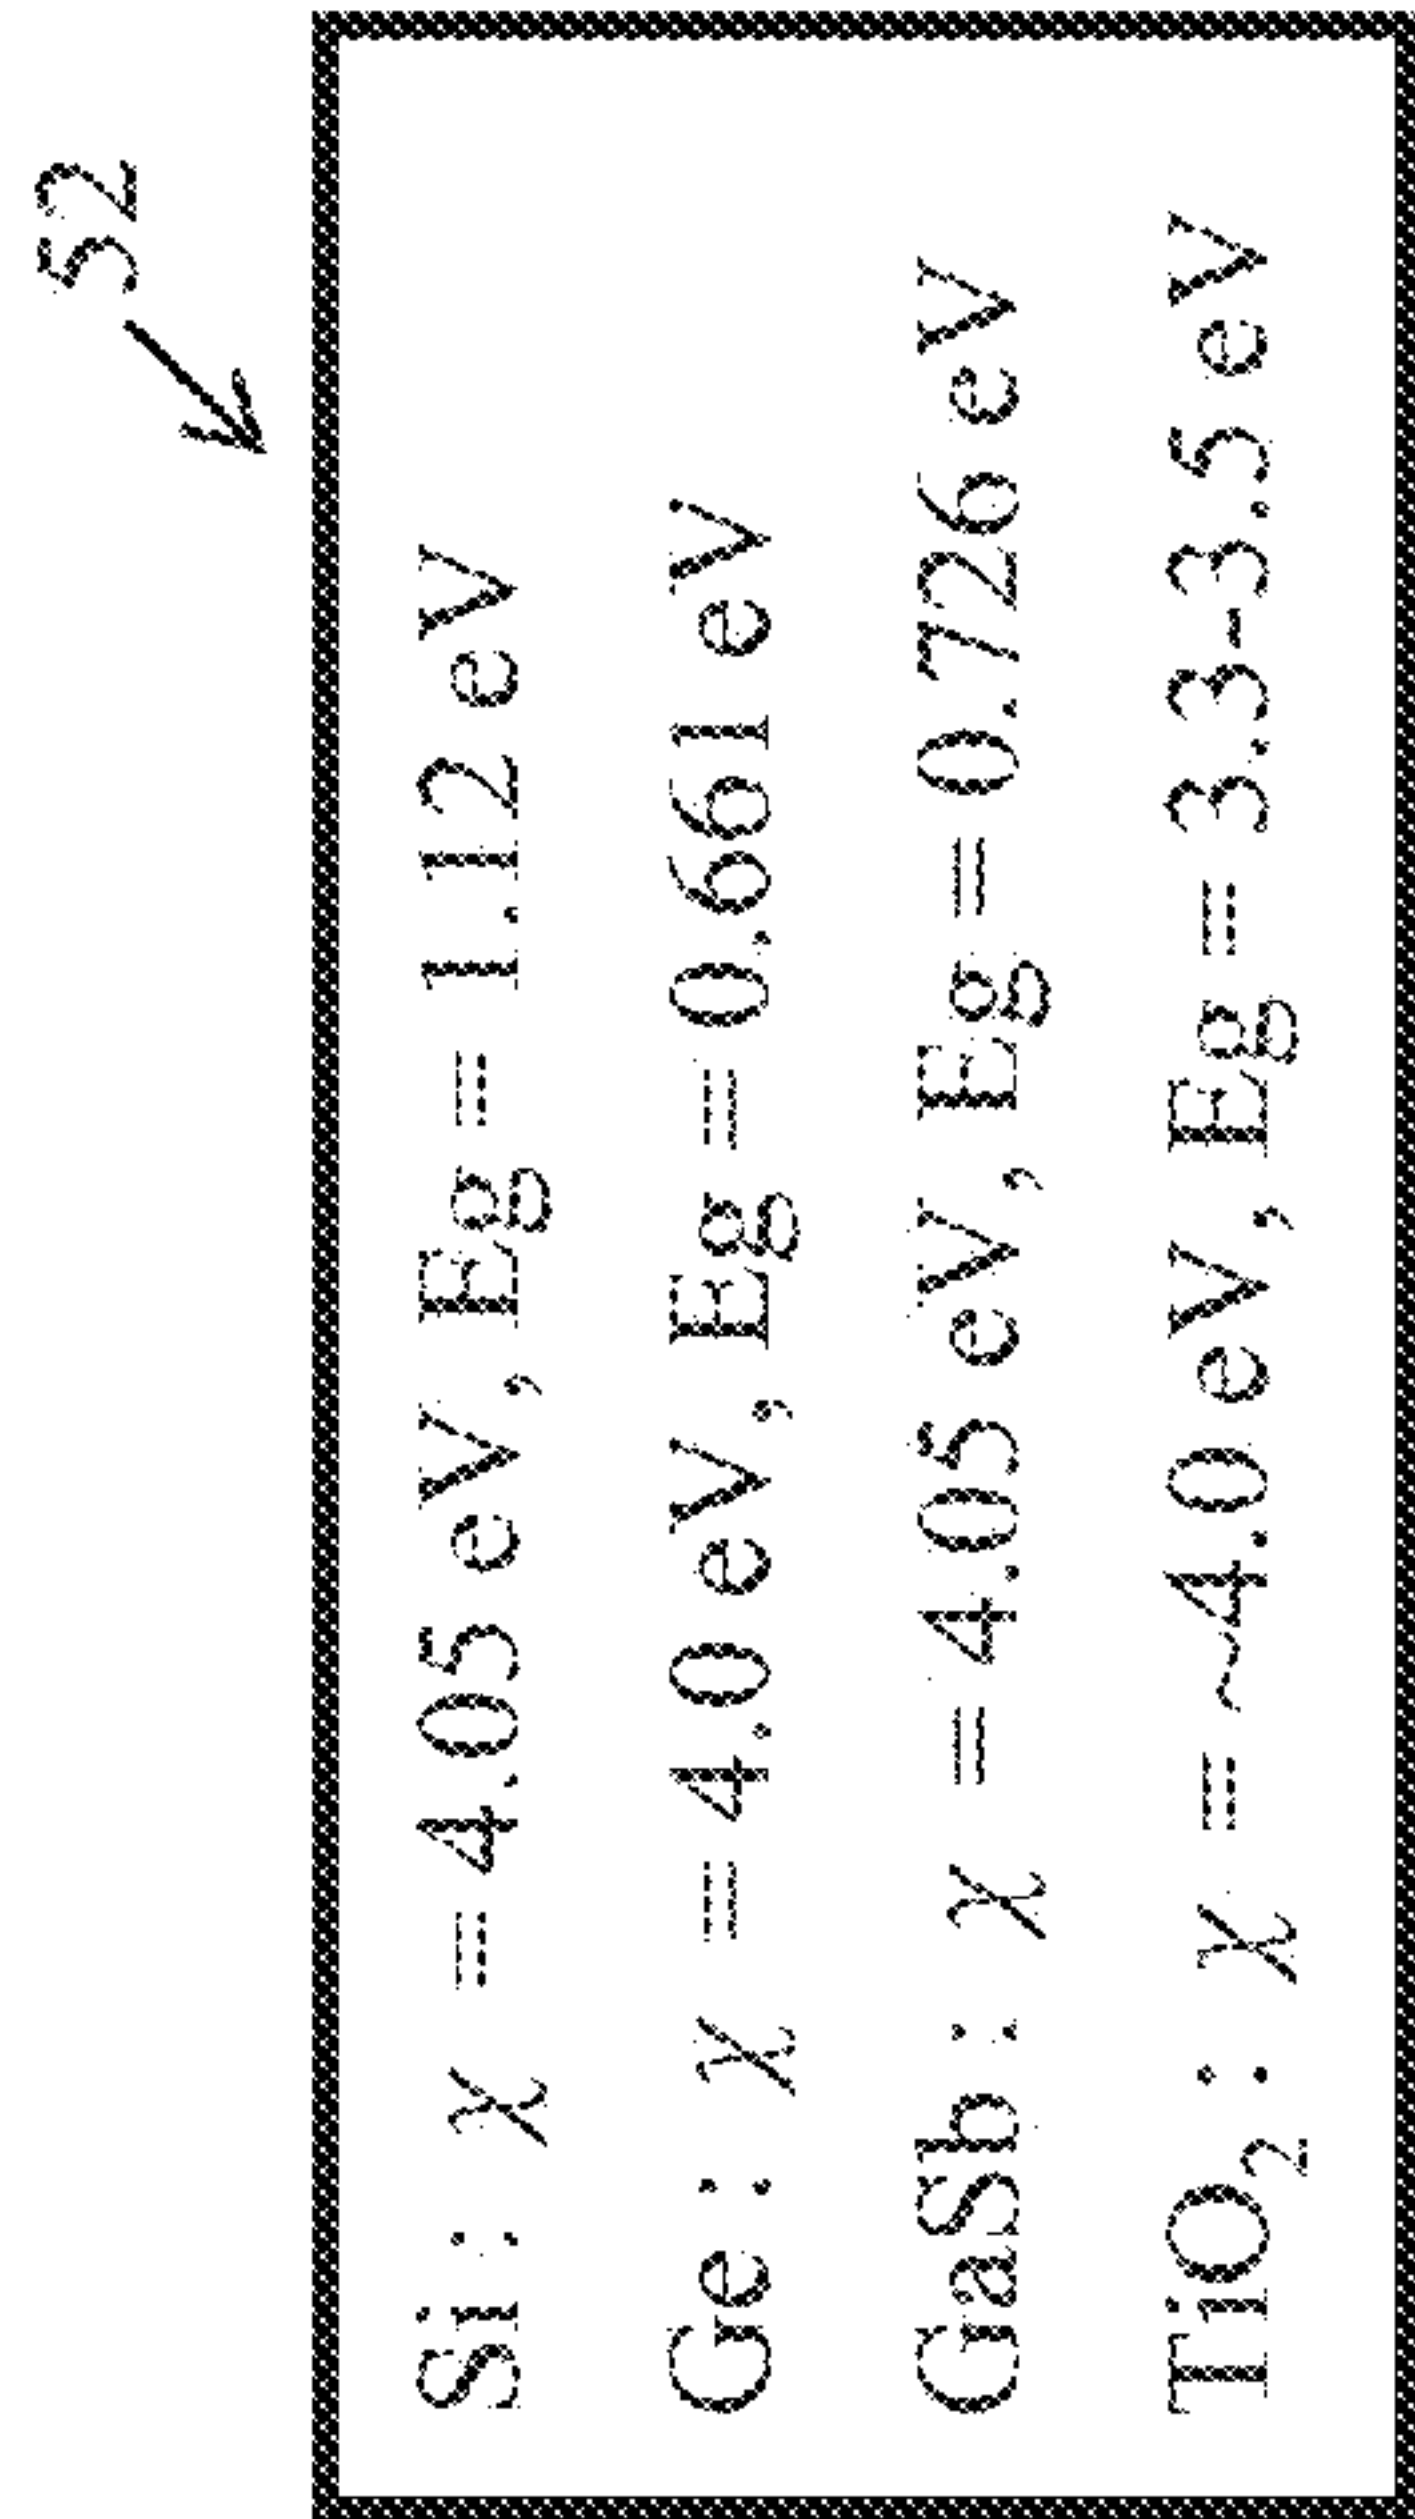 52
Si: χ = 4.05 eV, Eg = 1.12 eV
Ge: χ = 4.0 eV, Eg = 0.661 eV
GaSb: χ = 4.05 eV, Eg = 0.726 eV
TiO₂: χ = ~4.0 eV, Eg = 3.3-3.5 eV